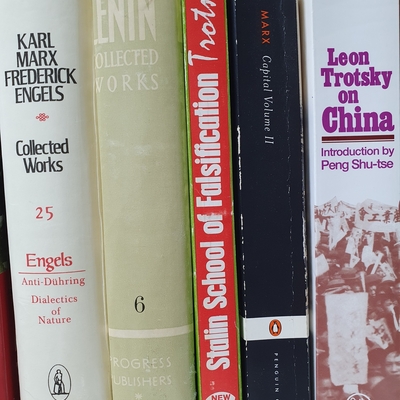 KARL
MARX
FREDERICK
ENGELS
Collected
Works
25
Engels
Anti-Dühring
Dialectics
of
Nature
LENIN
COLLECTED
WORKS
6
PROGRESS
PUBLISHERS
Stalin School of Falsification Trots
NEW
MARX Capital Volume II
PENGUIN
Leon
Trotsky
on
China
Introduction by
Peng Shu-tse